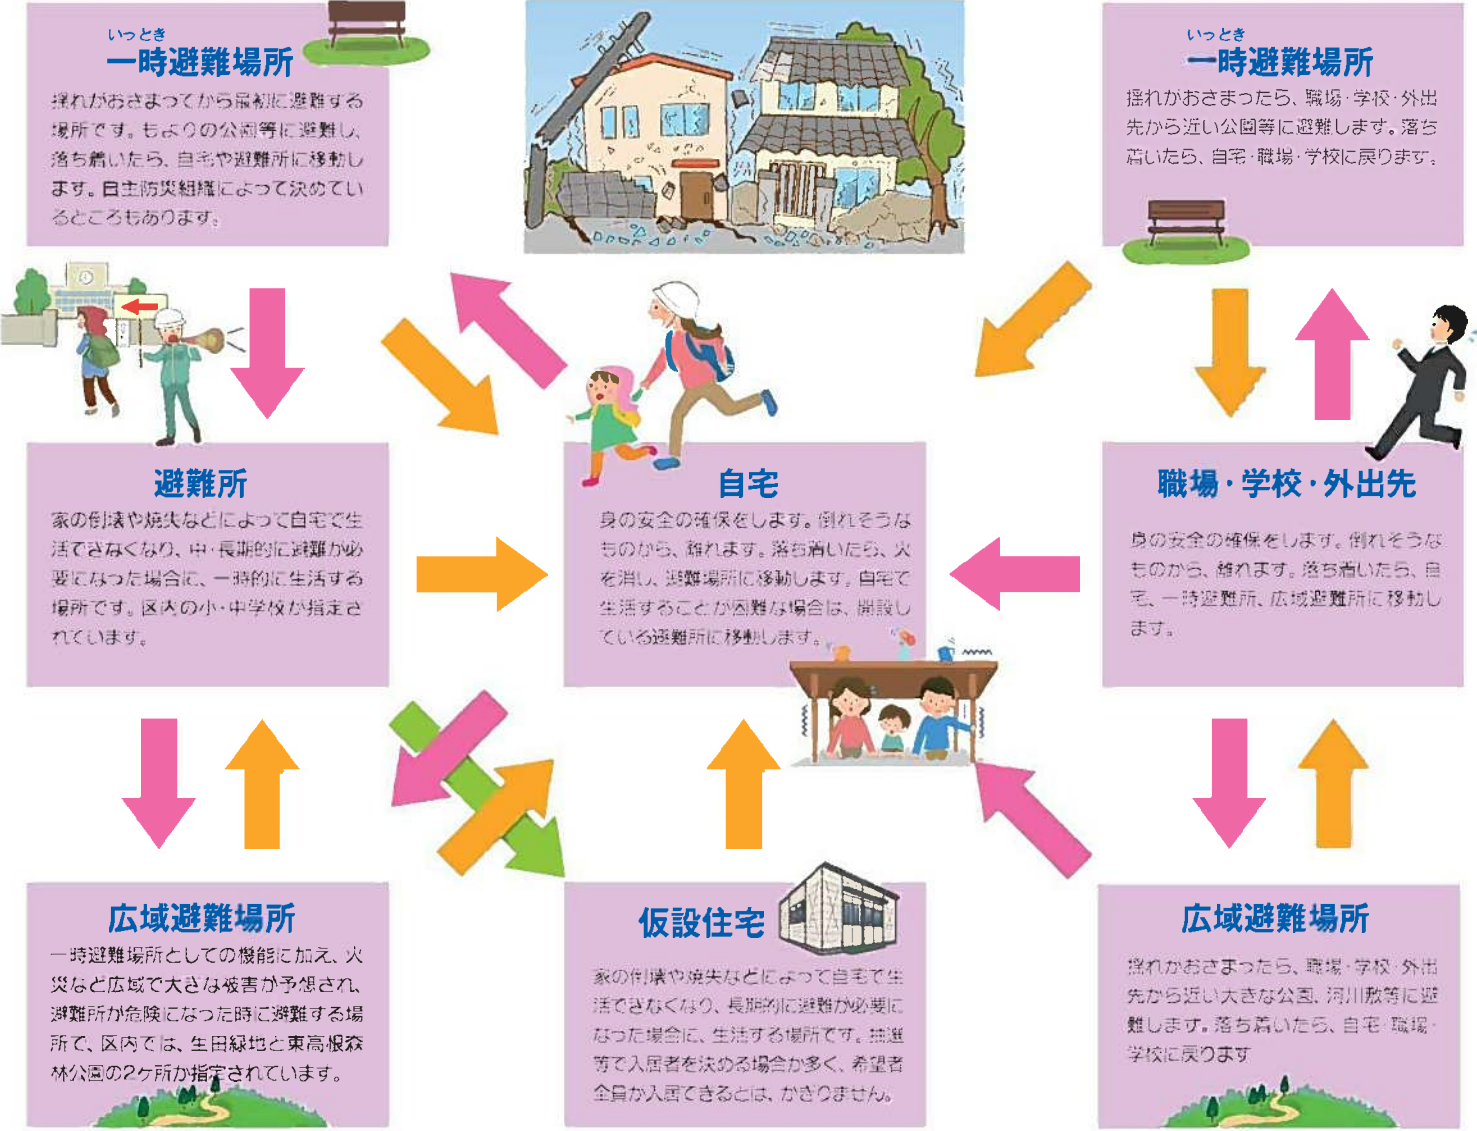 いっとき
一時避難場所
揺れがおさまってから最初に避難する
場所です。もよりの公園等に避難し、
落ち着いたら、自宅や避難所に移動し
ます。自主防災組織によって決めてい
るところもあります。
いっとき
一時避難場所
揺れがおさまったら、職場・学校・外出
先から近い公園等に避難します。落ち
着いたら、自宅・職場・学校に戻ります。
避難所
家の倒壊や焼失などによって自宅で生
活できなくなり、中・長期的に避難が必
要になった場合に、一時的に生活する
場所です。区内の小・中学校が指定さ
れています。
自宅
身の安全の確保をします。倒れそうな
ものから、離れます。落ち着いたら、火
を消し、避難場所に移動します。自宅で
生活することが困難な場合は、開設し
ている避難所に移動します。
職場・学校・外出先
身の安全の確保をします。倒れそうな
ものから、離れます。落ち着いたら、自
宅、一時避難所、広域避難所に移動し
ます。
広域避難場所
一時避難場所としての機能に加え、火
災など広域で大きな被害が予想され、
避難所が危険になった時に避難する場
所で、区内では、生田緑地と東高根森
林公園の2ケ所が指定されています。
仮設住宅
家の倒壊や焼失などによって自宅で生
活できなくなり、長期的に避難が必要に
なった場合に、生活する場所です。抽選
等で入居者を決める場合が多く、希望者
全員が入居できるとは、かぎりません。
広域避難場所
揺れがおさまったら、職場・学校・外出
先から近い大きな公園、河川敷等に避
難します。落ち着いたら、自宅・職場・
学校に戻ります